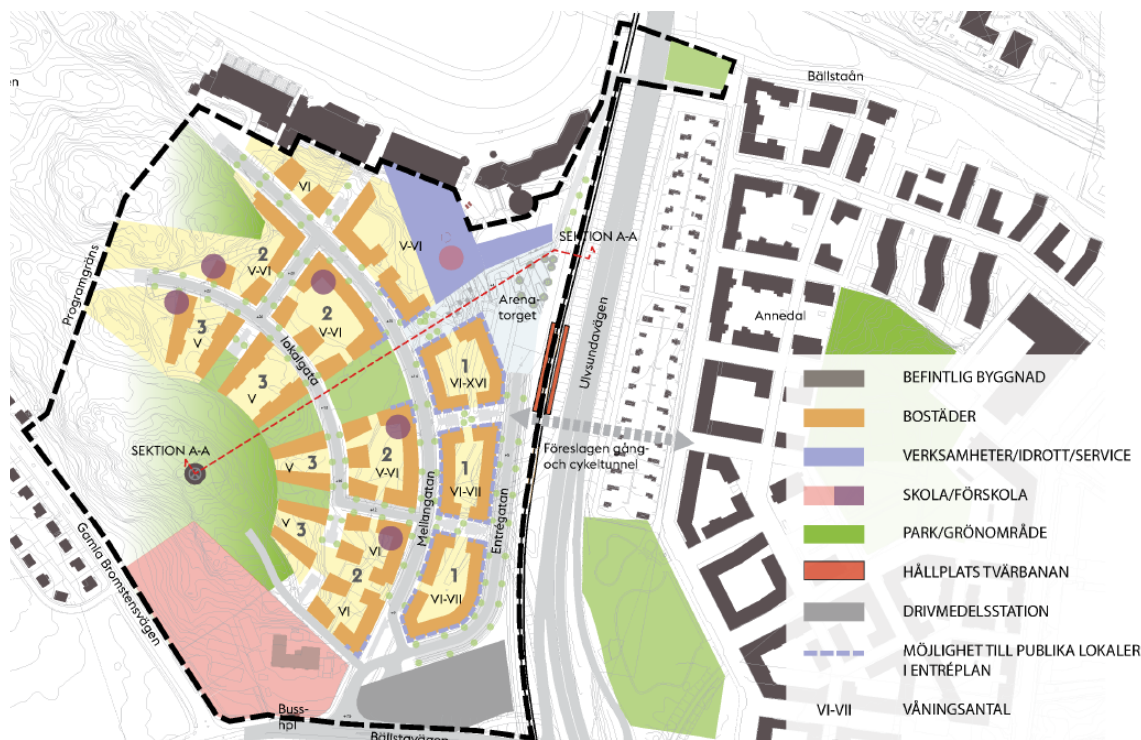 en
Bällstaån
VI
V-VI
SEKTION A-A
2
V-VI
Programgräns
Arena-
torget
2
V-VI
3
V
lokalgata
Annedal
Ulvsundavägen
3
V
1
VI-XVI
BEFINTLIG BYGGNAD
BOSTÄDER
SEKTION A-A
Föreslagen gång-
och cykeltunnel
VERKSAMHETER/IDROTT/SERVICE
V
3
2
V-VI
1
VI-VII
SKOLA/FÖRSKOLA
Mellangatan
Entrégatan
V
3
VI
PARK/GRÖNOMRÅDE
Gamla Bromstensvägen
2
VI
1
VI-VII
HÅLLPLATS TVÄRBANAN
DRIVMEDELSSTATION
MÖJLIGHET TILL PUBLIKA LOKALER
I ENTRÉPLAN
VI-VII
VÅNINGSANTAL
Buss-
hpl
Bällstavägen